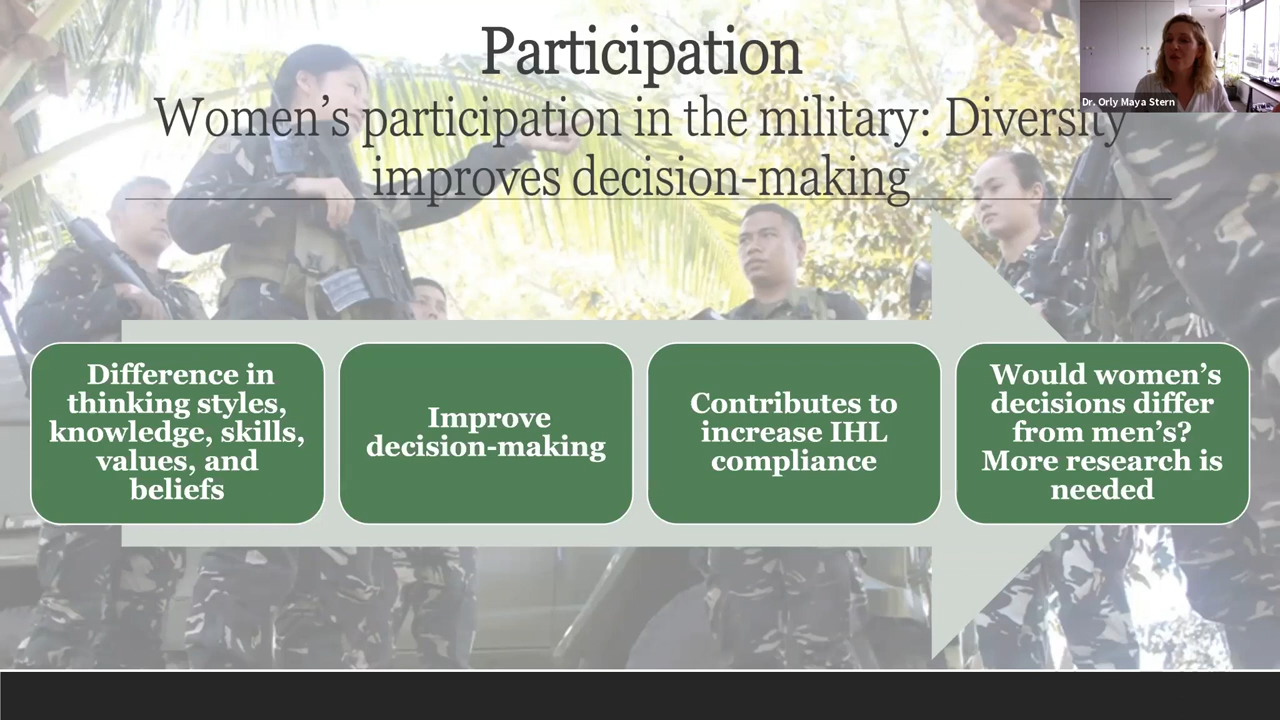 Participation
Women’s participation in the military: Diversity
improves decision-making
Dr. Orly Maya Stern
Difference in
thinking styles,
knowledge, skills,
values, and
beliefs
Improve
decision-making
Contributes to
increase IHL
compliance
Would women’s
decisions differ
from men’s?
More research is
needed